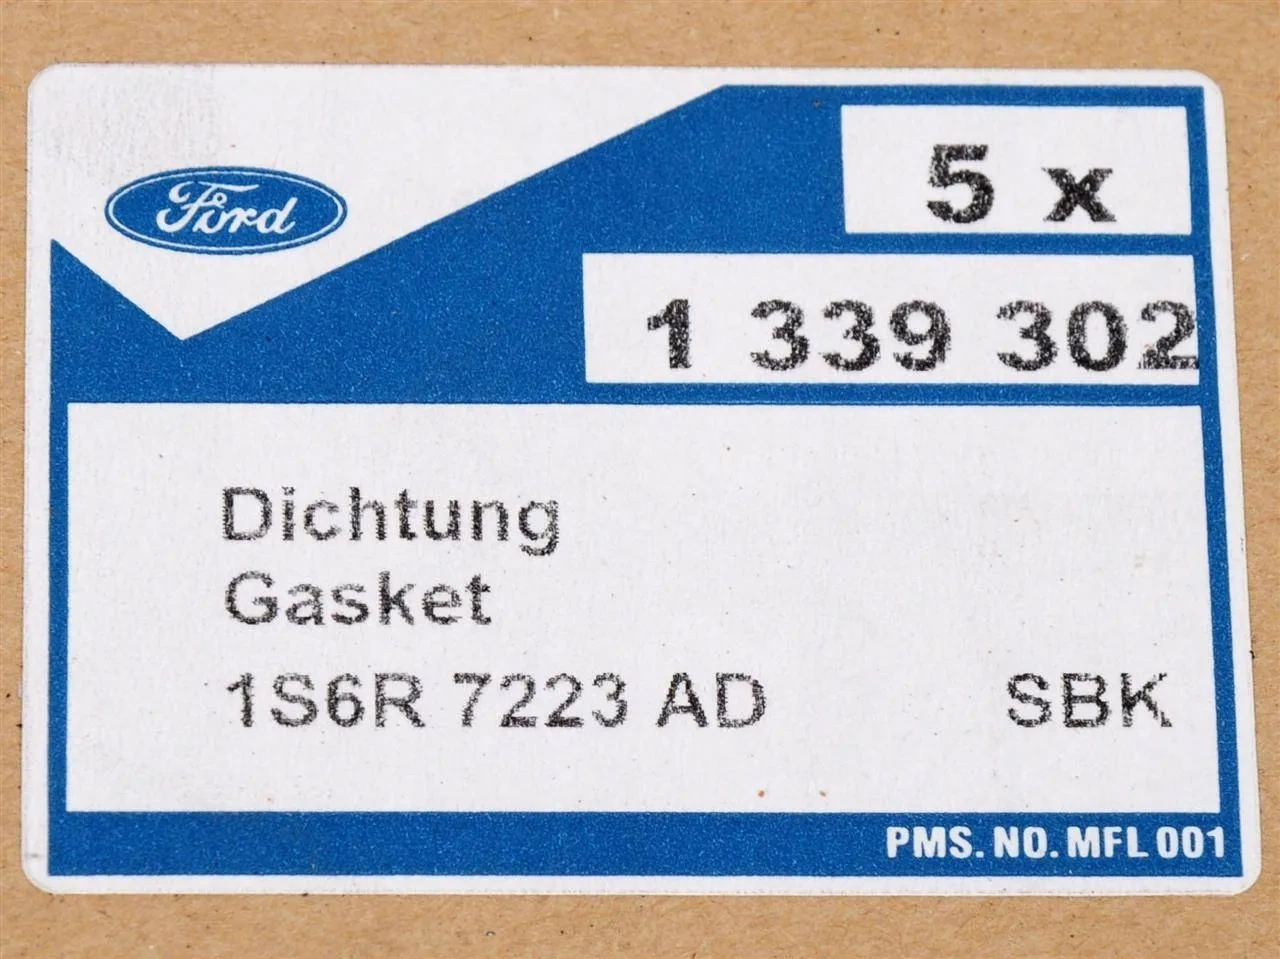 Ford
5 x
1 339 302
Dichtung
Gasket
1S6R 7223 AD SBK
PMS. NO. MFL 001